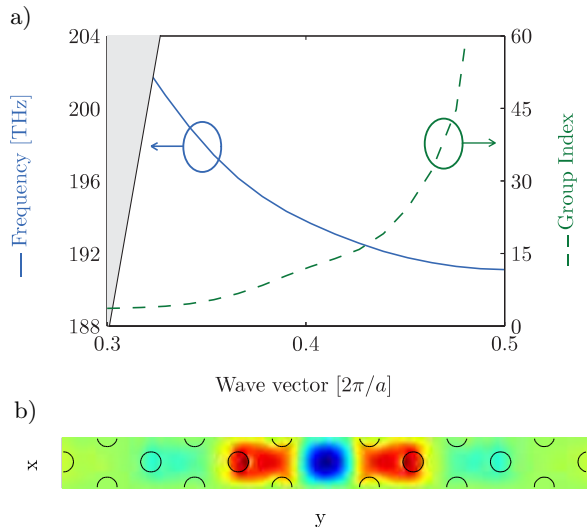 a)
204
200
196
192
188
Frequency [THz]
60
45
30
15
0
Group Index
0.3
0.4
0.5
Wave vector [2π/a]
b)
x
y